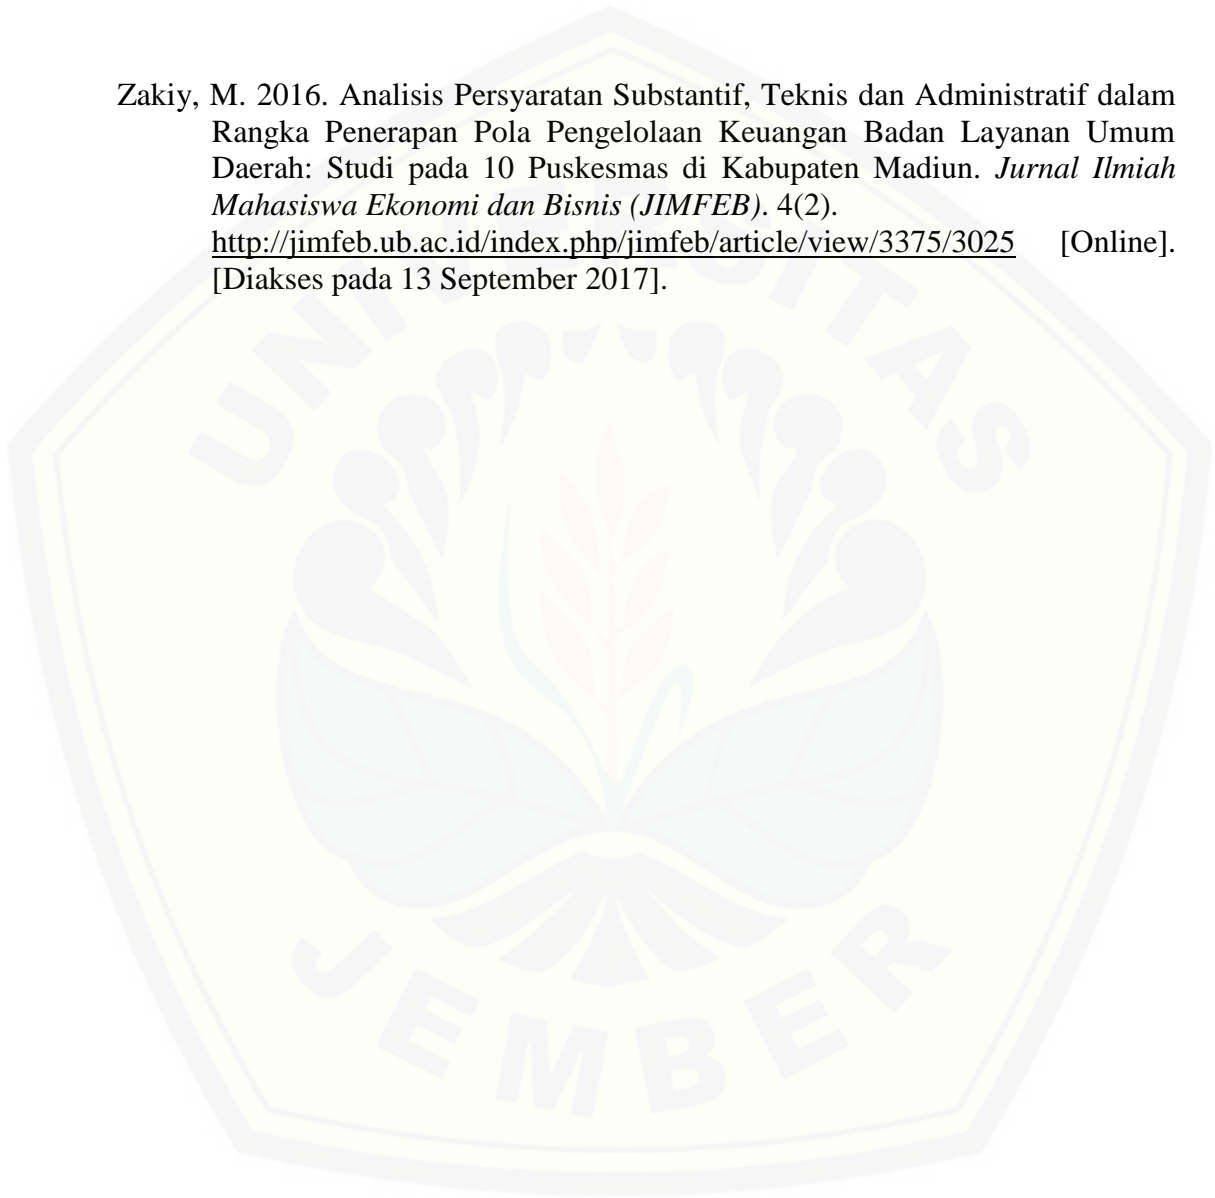 Zakiy, M. 2016. Analisis Persyaratan Substantif, Teknis dan Administratif dalam
Rangka Penerapan Pola Pengelolaan Keuangan Badan Layanan Umum
Daerah: Studi pada 10 Puskesmas di Kabupaten Madiun. Jurnal Ilmiah
Mahasiswa Ekonomi dan Bisnis (JIMFEB). 4(2).
http://jimfeb.ub.ac.id/index.php/jimfeb/article/view/3375/3025 [Online].
[Diakses pada 13 September 2017].
UNIVERSITAS
JEMBER